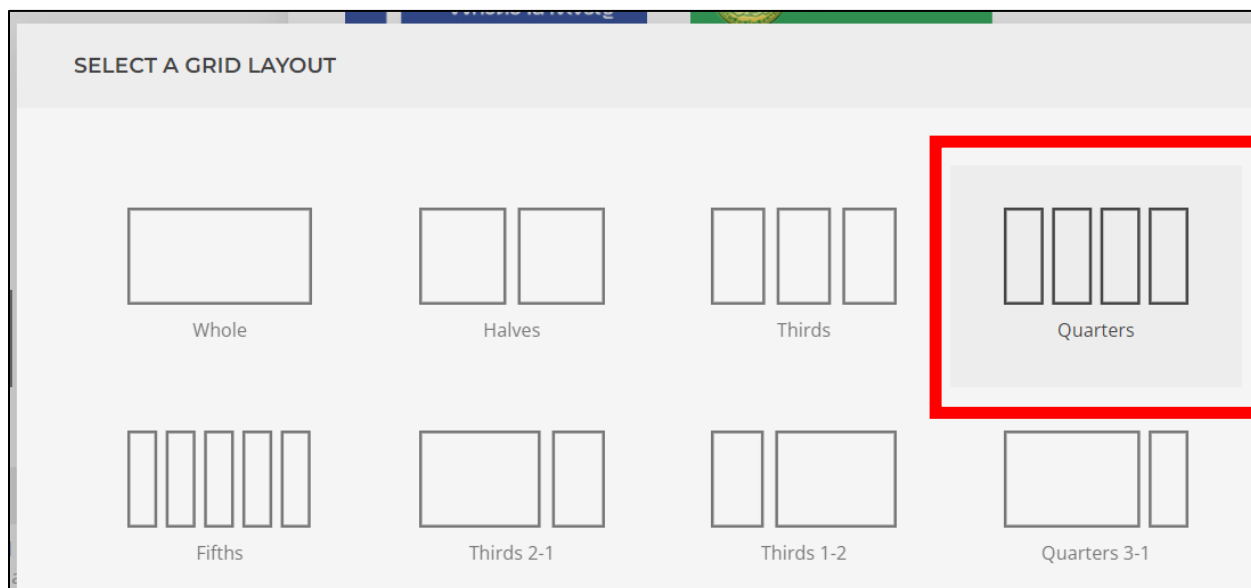 SELECT A GRID LAYOUT
Whole
Halves
Thirds
Quarters
Fifths
Thirds 2-1
Thirds 1-2
Quarters 3-1